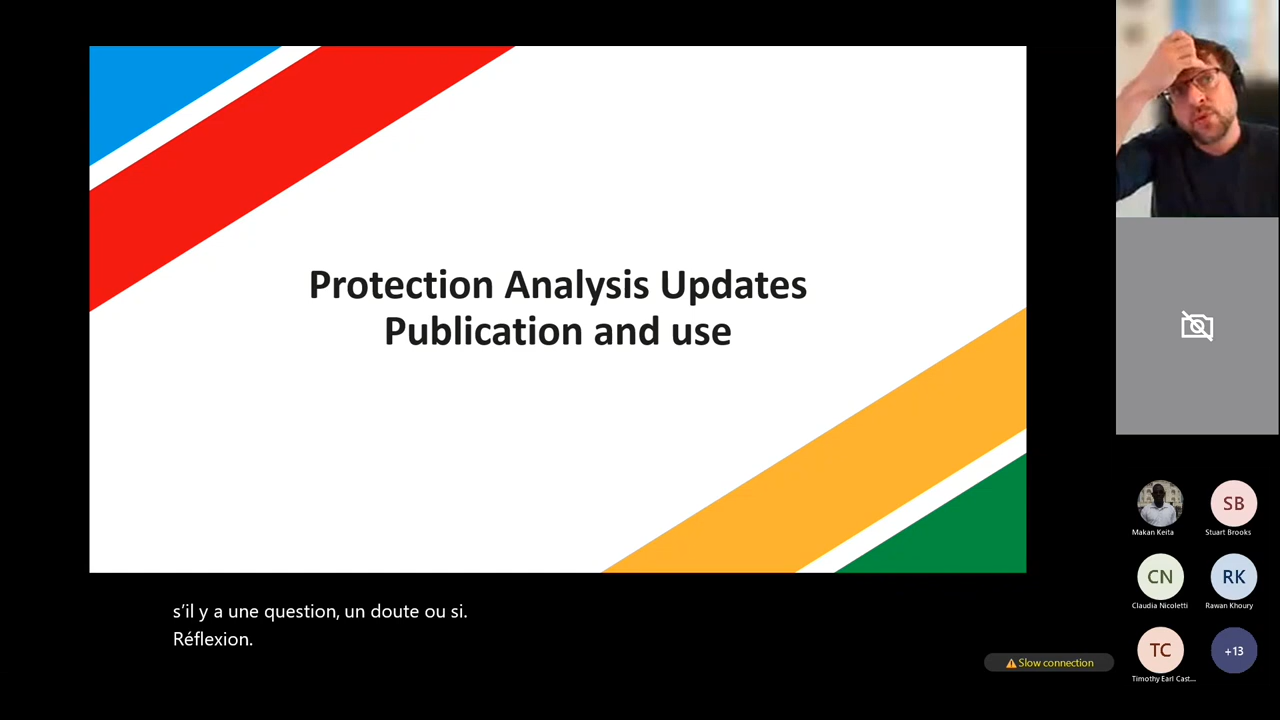 Protection Analysis Updates
Publication and use
s'il y a une question, un doute ou si.
Réflexion.
Slow connection
Makan Keita
SB
Stuart Brooks
CN
Claudia Nicoletti
RK
Rawan Khoury
TC
Timothy Earl Cast...
+13